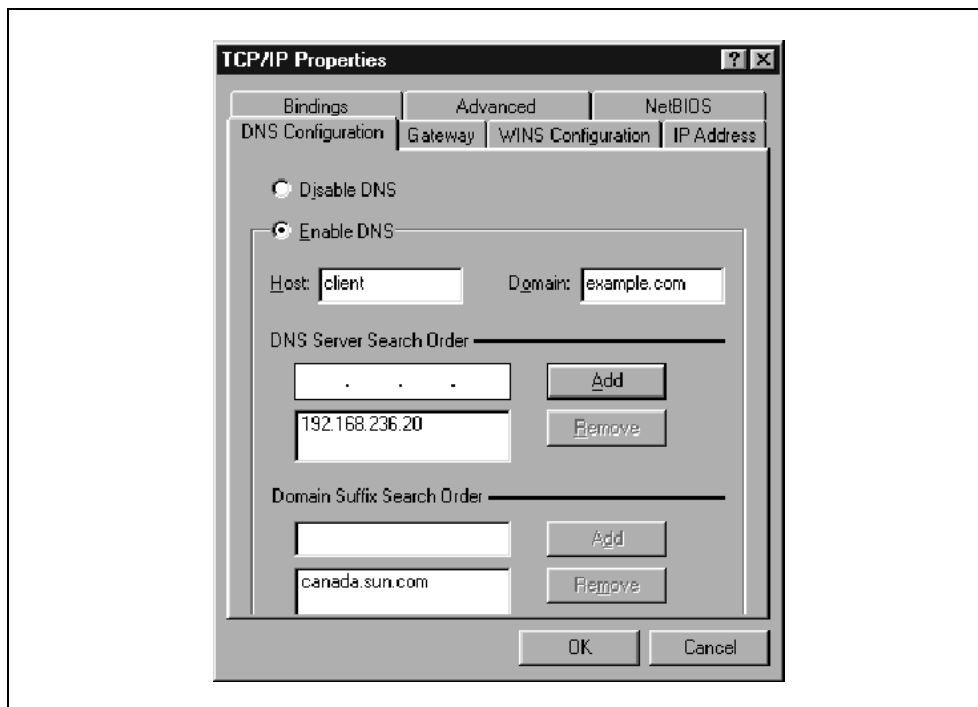 TCP/IP Properties
? X
Bindings Advanced NetBIOS
DNS Configuration Gateway WINS Configuration IP Address
Disable DNS
Enable DNS
Host: client Domain: example.com
DNS Server Search Order
. . . Add
192.168.236.20 Remove
Domain Suffix Search Order
Add
canada.sun.com Remove
OK Cancel